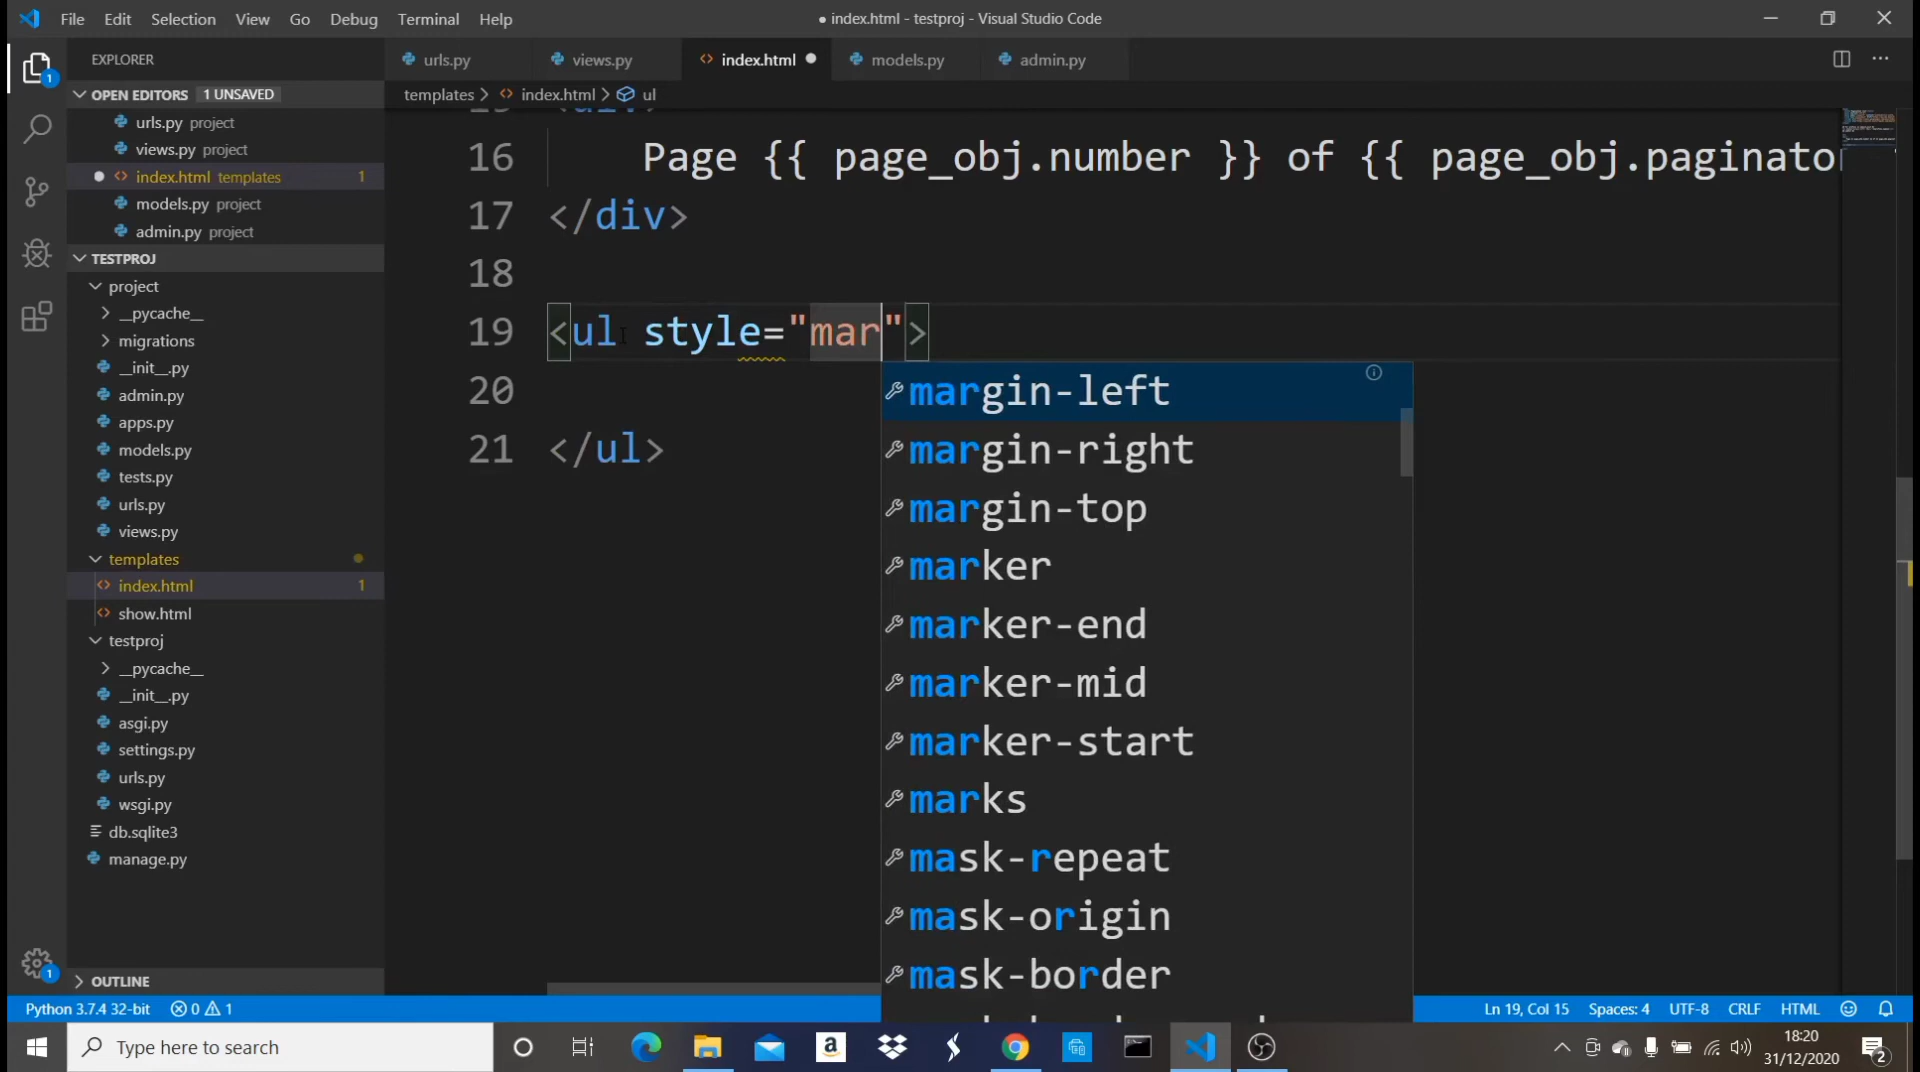 File Edit Selection View Go Debug Terminal Help ● index.html - testproj - Visual Studio Code
EXPLORER
urls.py views.py index.html models.py admin.py
OPEN EDITORS 1 UNSAVED
templates > index.html > ul
urls.py project
views.py project
index.html templates 1
models.py project
admin.py project
TESTPROJ
project
__pycache__
migrations
__init__.py
admin.py
apps.py
models.py
tests.py
urls.py
views.py
templates
index.html 1
show.html
testproj
__pycache__
__init__.py
asgi.py
settings.py
urls.py
wsgi.py
db.sqlite3
manage.py
OUTLINE
16 Page {{ page_obj.number }} of {{ page_obj.paginator
17 </div>
18
19 <ul style="mar">
20
21 </ul>
margin-left
margin-right
margin-top
marker
marker-end
marker-mid
marker-start
marks
mask-repeat
mask-origin
mask-border
Python 3.7.4 32-bit 0 1 Ln 19, Col 15 Spaces: 4 UTF-8 CRLF HTML
Type here to search
18:20
31/12/2020
2